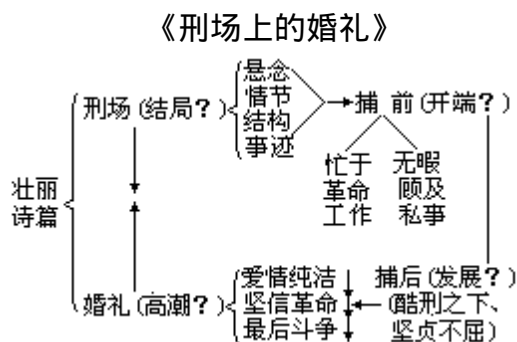 《刑场上的婚礼》
壮丽
诗篇
刑场(结局?)
悬念
情节
结构
事迹
捕 前(开端?)
忙于
革命
工作
无暇
顾及
私事
婚礼(高潮?)
爱情纯洁
坚信革命
最后斗争
捕后(发展?)
(酷刑之下、
坚贞不屈)